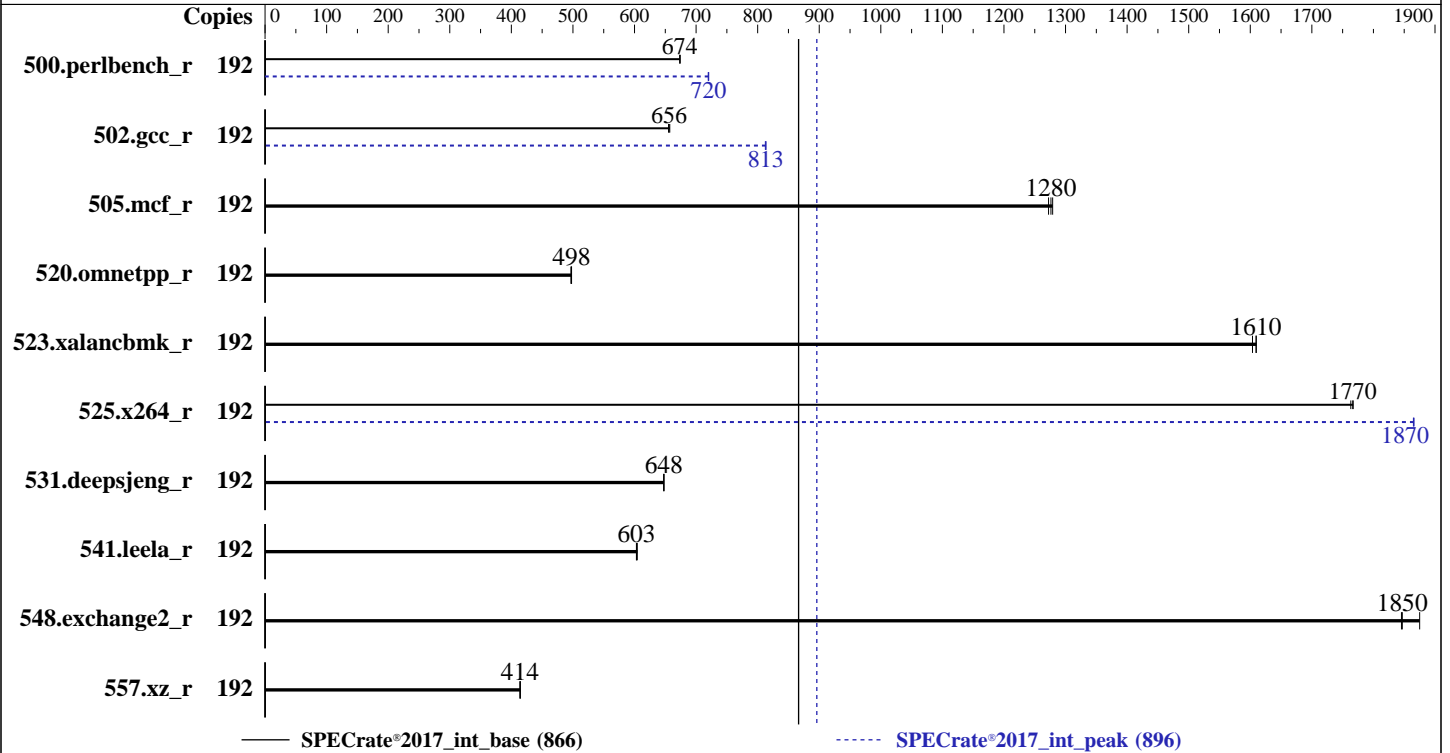 Copies 0 100 200 300 400 500 600 700 800 900 1000 1100 1200 1300 1400 1500 1600 1700 1900
500.perlbench_r 192 674
720
502.gcc_r 192 656
813
505.mcf_r 192 1280
520.omnetpp_r 192 498
523.xalancbmk_r 192 1610
525.x264_r 192 1770
1870
531.deepsjeng_r 192 648
541.leela_r 192 603
548.exchange2_r 192 1850
557.xz_r 192 414
SPECrate®2017_int_base (866) SPECrate®2017_int_peak (896)